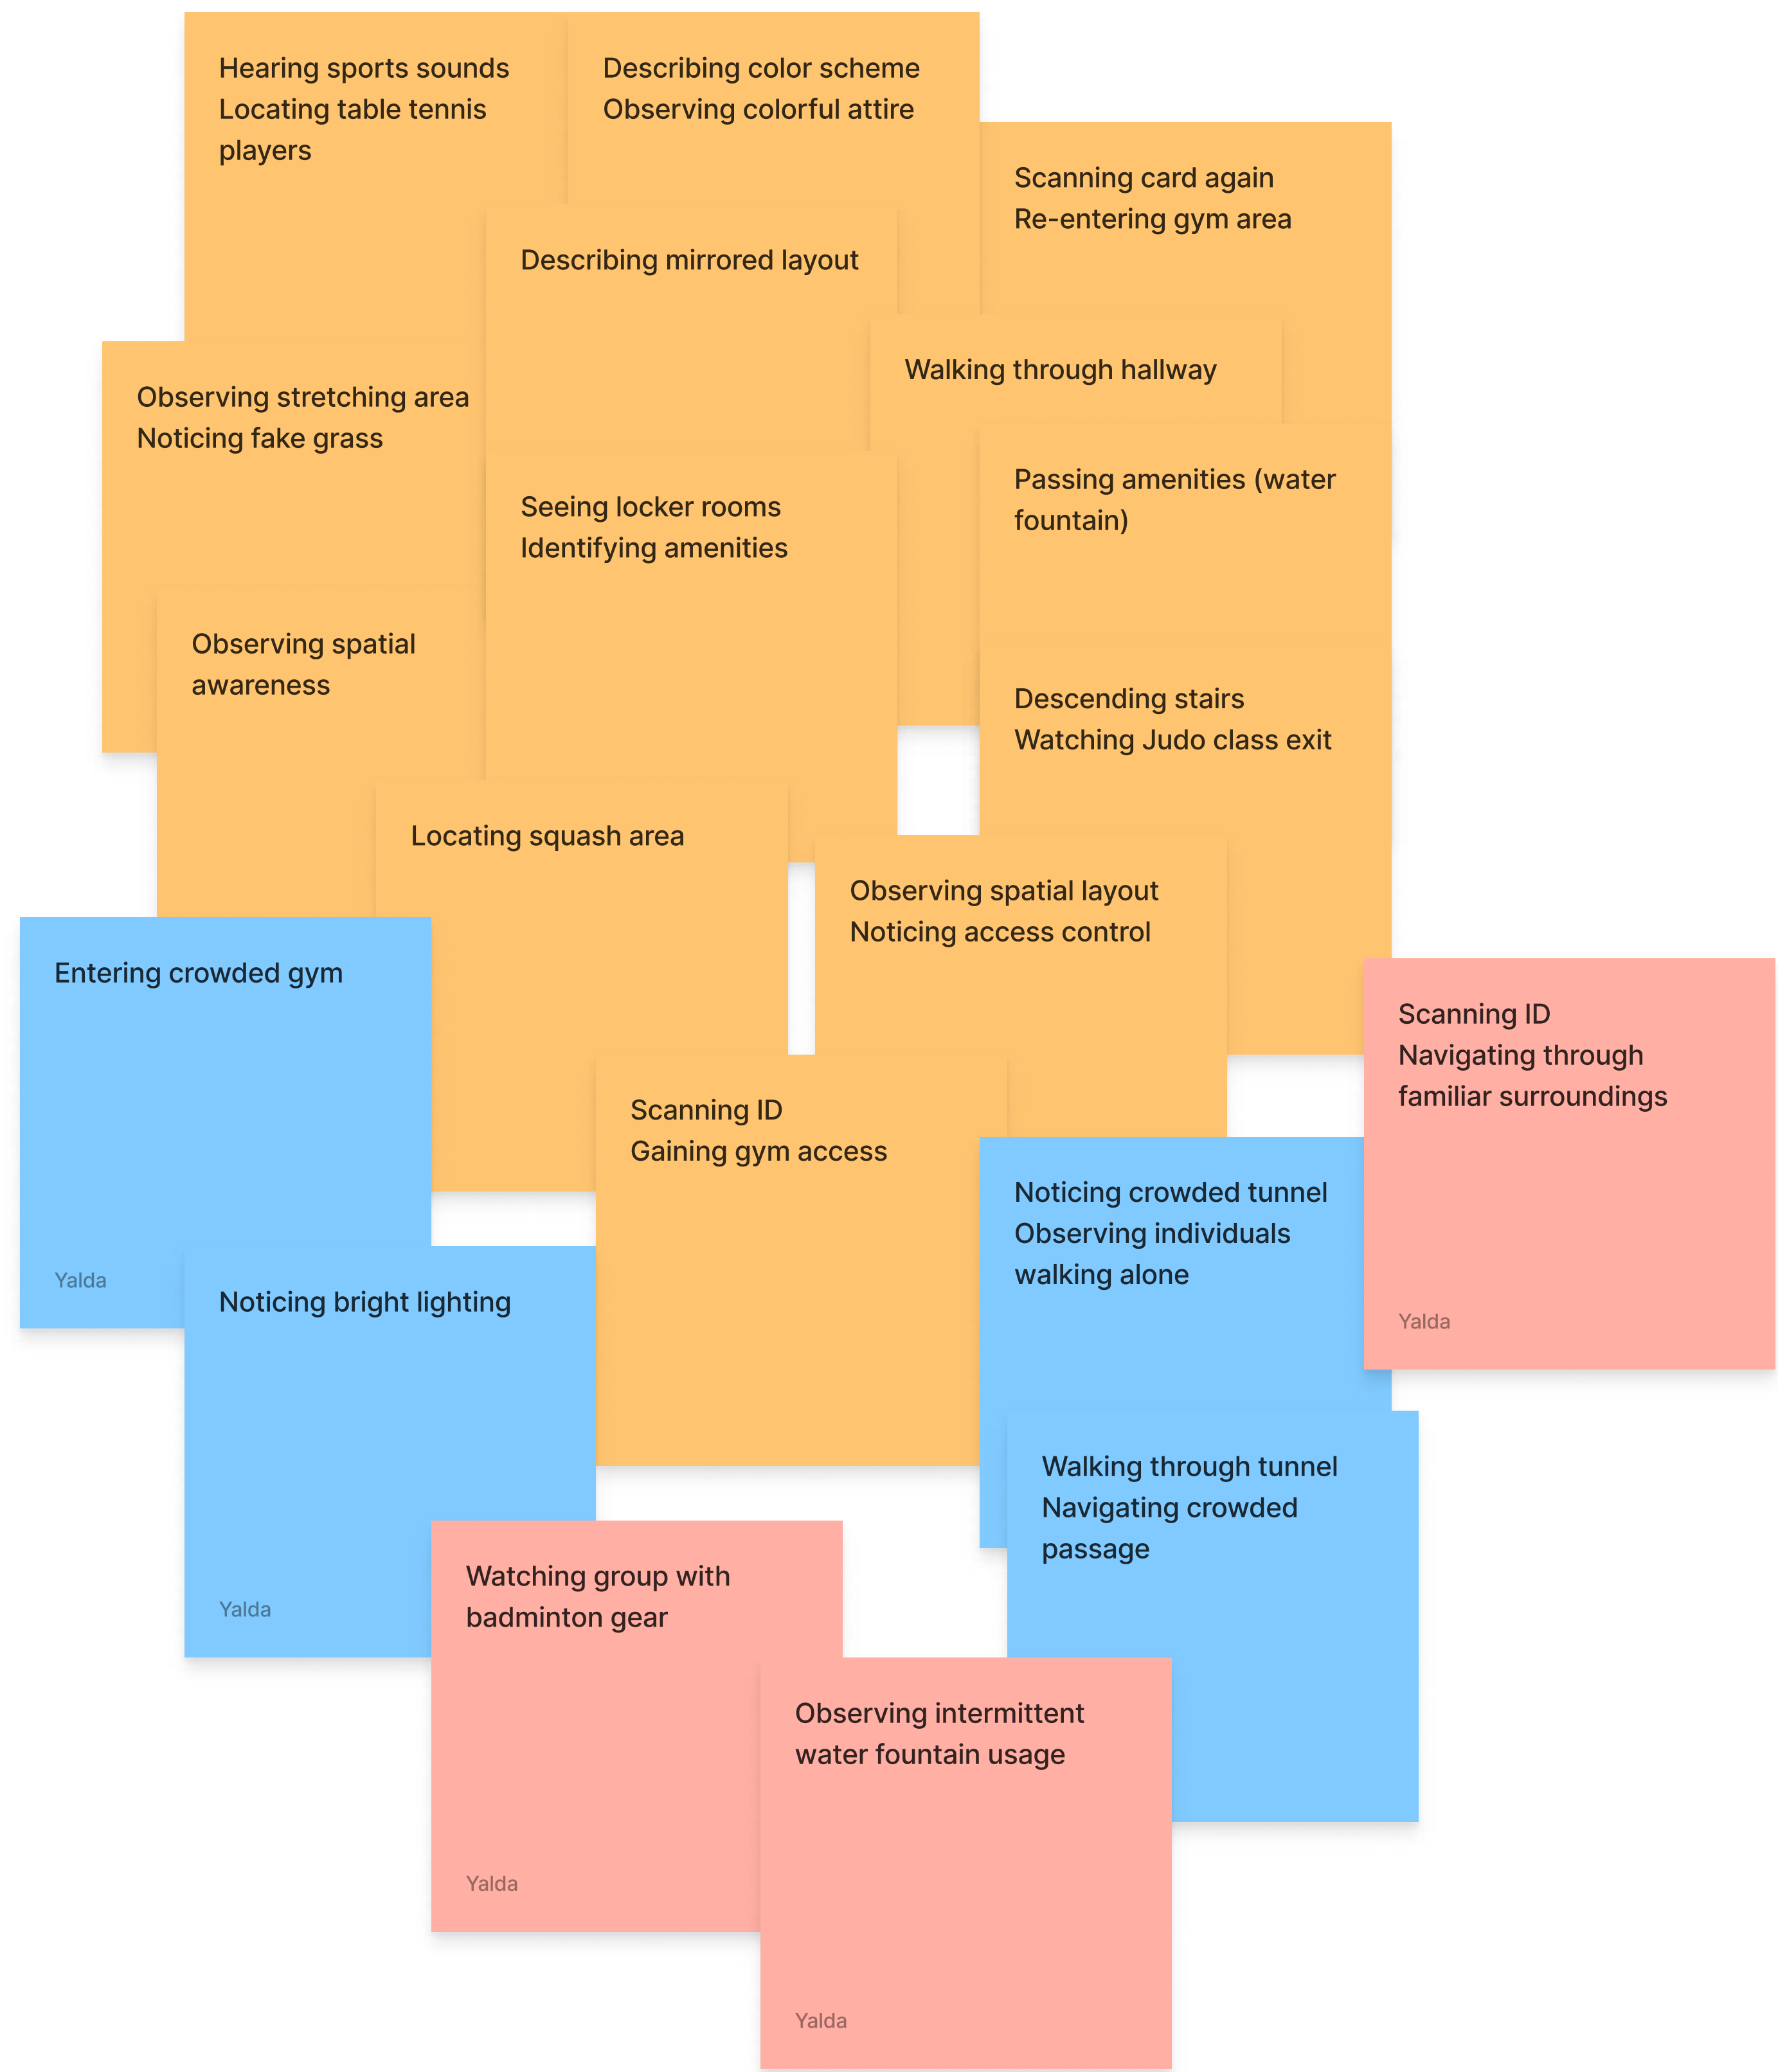 Hearing sports sounds
Locating table tennis
players
Describing color scheme
Observing colorful attire
Scanning card again
Re-entering gym area
Describing mirrored layout
Walking through hallway
Observing stretching area
Noticing fake grass
Passing amenities (water
fountain)
Seeing locker rooms
Identifying amenities
Observing spatial
awareness
Descending stairs
Watching Judo class exit
Locating squash area
Observing spatial layout
Noticing access control
Entering crowded gym
Yalda
Scanning ID
Navigating through
familiar surroundings
Yalda
Scanning ID
Gaining gym access
Noticing crowded tunnel
Observing individuals
walking alone
Noticing bright lighting
Yalda
Walking through tunnel
Navigating crowded
passage
Watching group with
badminton gear
Yalda
Observing intermittent
water fountain usage
Yalda